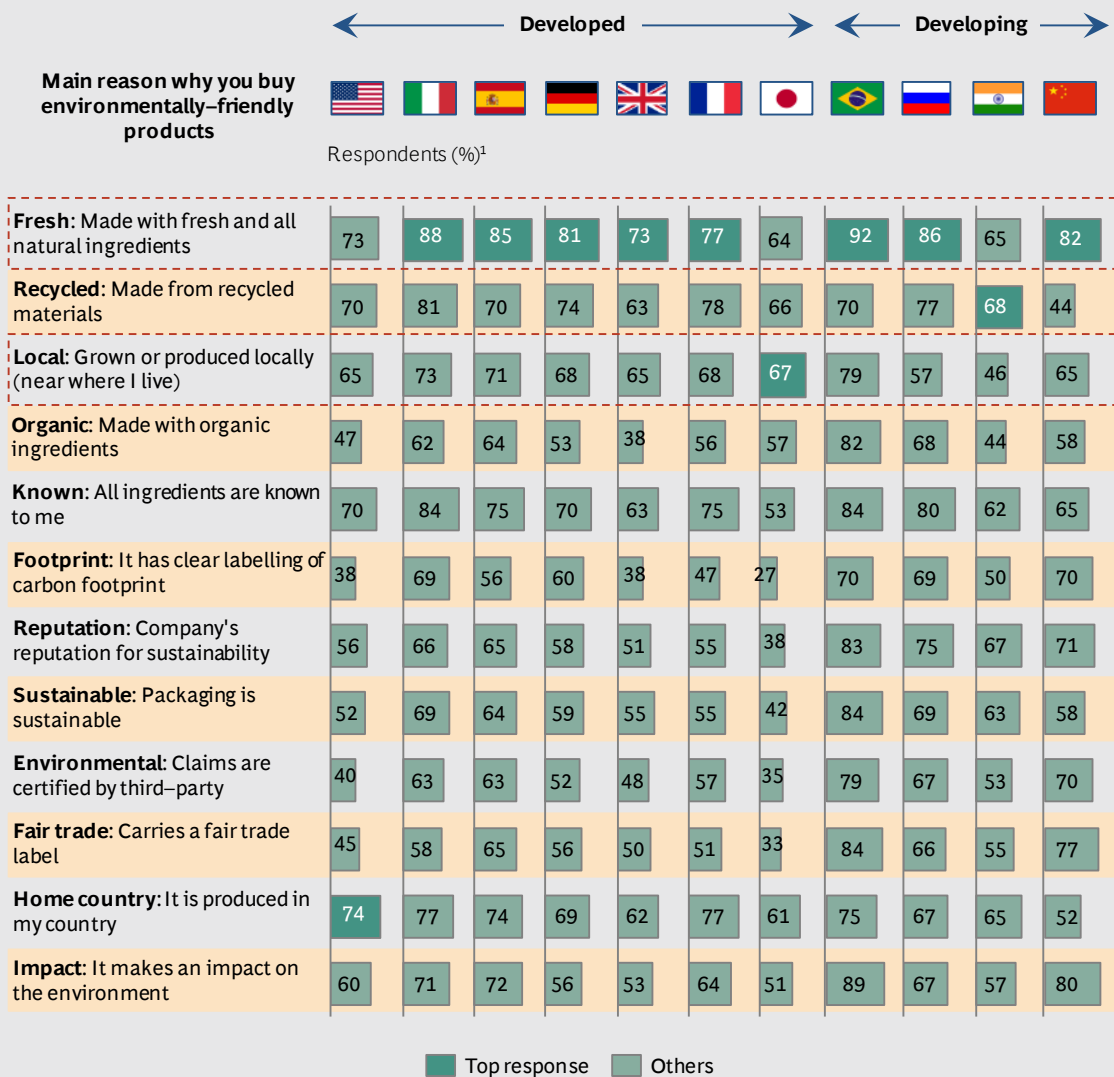 Developed
Developing
Main reason why you buy
environmentally–friendly
products
Respondents (%)¹
Fresh: Made with fresh and all
natural ingredients
73 88 85 81 73 77 64 92 86 65 82
Recycled: Made from recycled
materials
70 81 70 74 63 78 66 70 77 68 44
Local: Grown or produced locally
(near where I live)
65 73 71 68 65 68 67 79 57 46 65
Organic: Made with organic
ingredients
47 62 64 53 38 56 57 82 68 44 58
Known: All ingredients are known
to me
70 84 75 70 63 75 53 84 80 62 65
Footprint: It has clear labelling of
carbon footprint
38 69 56 60 38 47 27 70 69 50 70
Reputation: Company's
reputation for sustainability
56 66 65 58 51 55 38 83 75 67 71
Sustainable: Packaging is
sustainable
52 69 64 59 55 55 42 84 69 63 58
Environmental: Claims are
certified by third–party
40 63 63 52 48 57 35 79 67 53 70
Fair trade: Carries a fair trade
label
45 58 65 56 50 51 33 84 66 55 77
Home country: It is produced in
my country
74 77 74 69 62 77 61 75 67 65 52
Impact: It makes an impact on
the environment
60 71 72 56 53 64 51 89 67 57 80
Top response
Others